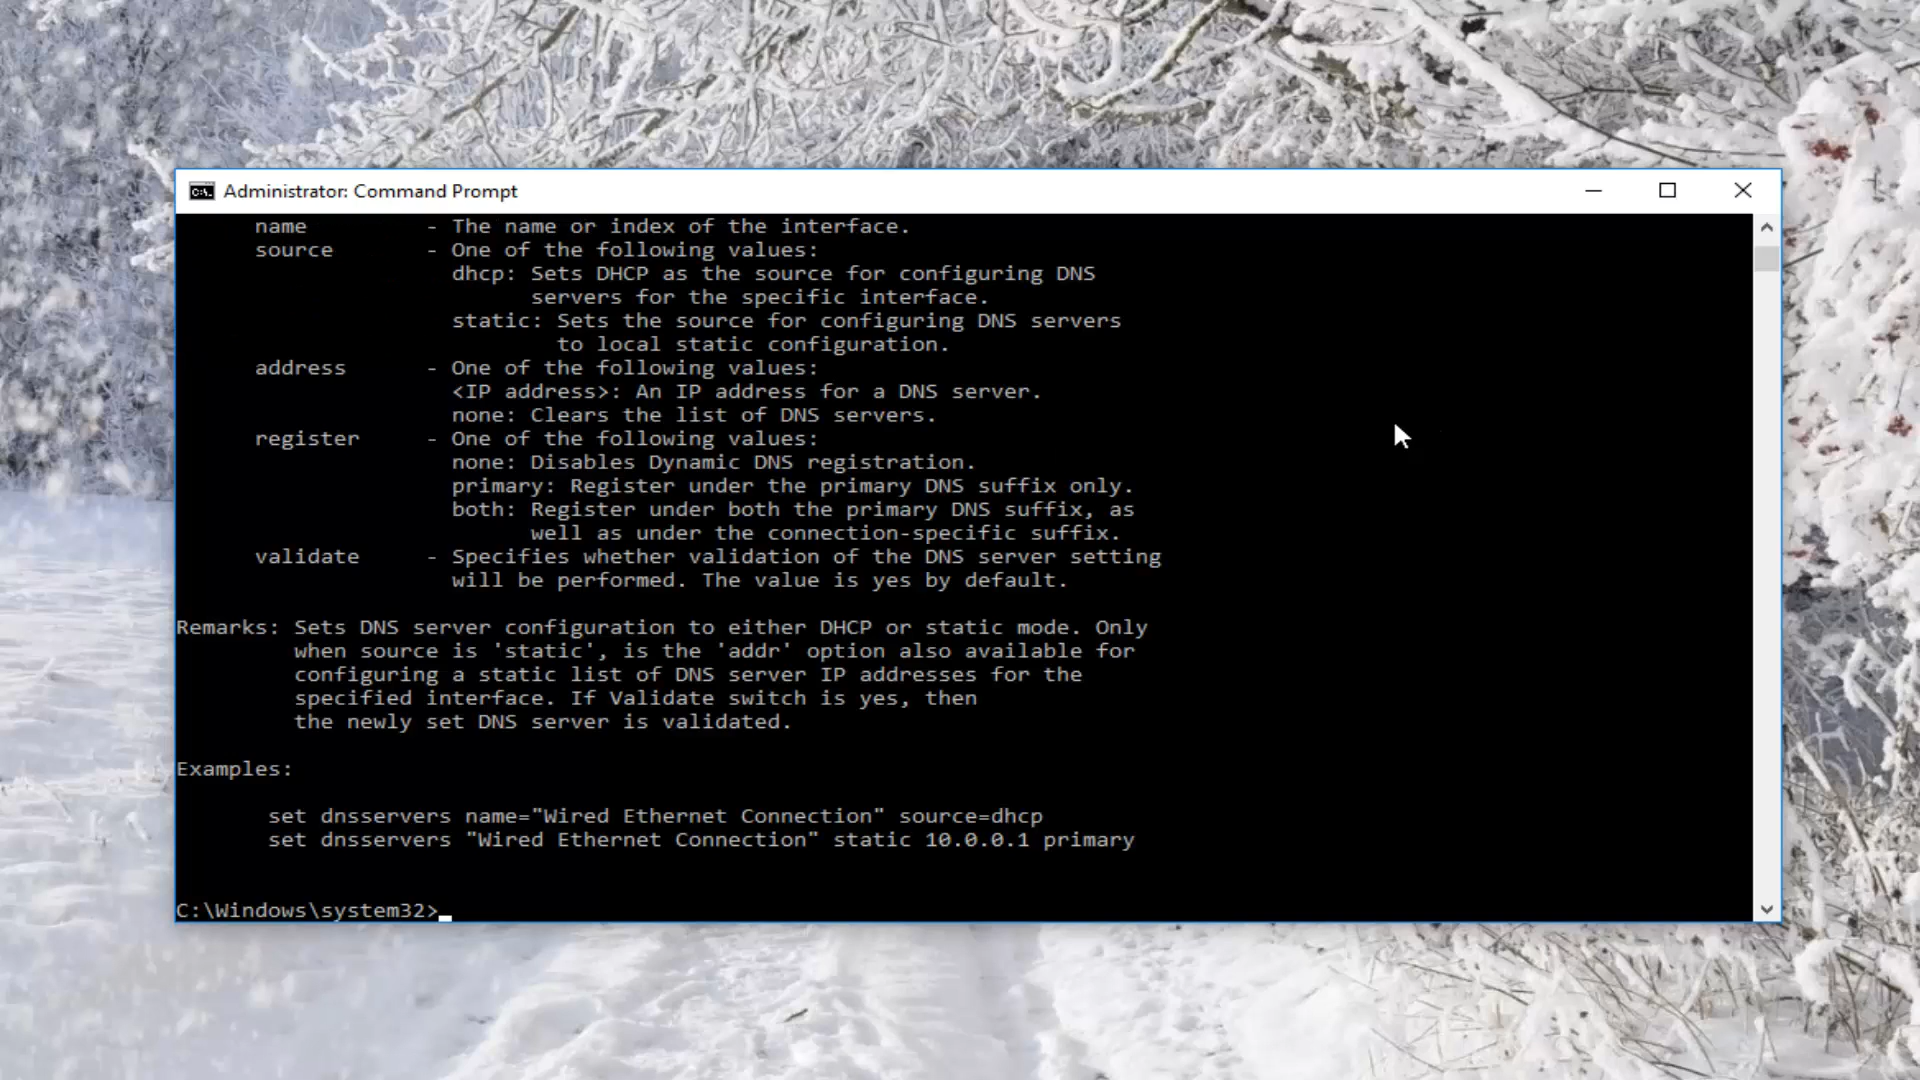 Administrator: Command Prompt
name - The name or index of the interface.
source - One of the following values:
dhcp: Sets DHCP as the source for configuring DNS
servers for the specific interface.
static: Sets the source for configuring DNS servers
to local static configuration.
address - One of the following values:
<IP address>: An IP address for a DNS server.
none: Clears the list of DNS servers.
register - One of the following values:
none: Disables Dynamic DNS registration.
primary: Register under the primary DNS suffix only.
both: Register under both the primary DNS suffix, as
well as under the connection-specific suffix.
validate - Specifies whether validation of the DNS server setting
will be performed. The value is yes by default.
Remarks: Sets DNS server configuration to either DHCP or static mode. Only
when source is 'static', is the 'addr' option also available for
configuring a static list of DNS server IP addresses for the
specified interface. If Validate switch is yes, then
the newly set DNS server is validated.
Examples:
set dnsservers name="Wired Ethernet Connection" source=dhcp
set dnsservers "Wired Ethernet Connection" static 10.0.0.1 primary
C:\Windows\system32>